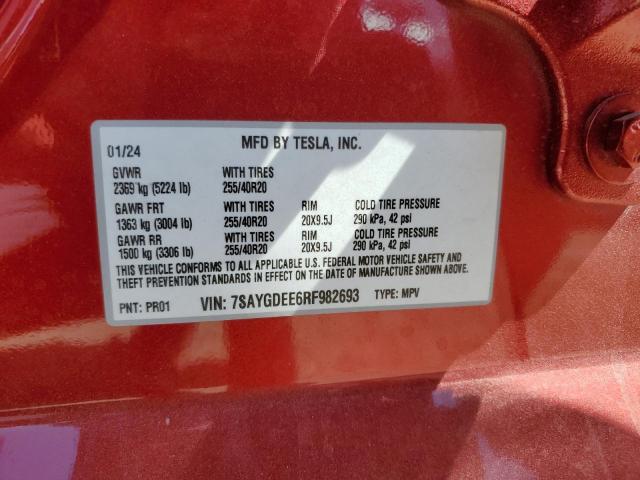 01/24 MFD BY TESLA, INC.
GVWR WITH TIRES
2369 kg (5224 lb) 255/40R20
GAWR FRT WITH TIRES RIM COLD TIRE PRESSURE
1363 kg (3004 lb) 255/40R20 20X9.5J 290 kPa, 42 psi
GAWR RR WITH TIRES RIM COLD TIRE PRESSURE
1500 kg (3306 lb) 255/40R20 20X9.5J 290 kPa, 42 psi
THIS VEHICLE CONFORMS TO ALL APPLICABLE U.S. FEDERAL MOTOR VEHICLE SAFETY AND
THEFT PREVENTION STANDARDS IN EFFECT ON THE DATE OF MANUFACTURE SHOWN ABOVE.
PNT: PR01 VIN: 7SAYGDEE6RF982693 TYPE: MPV